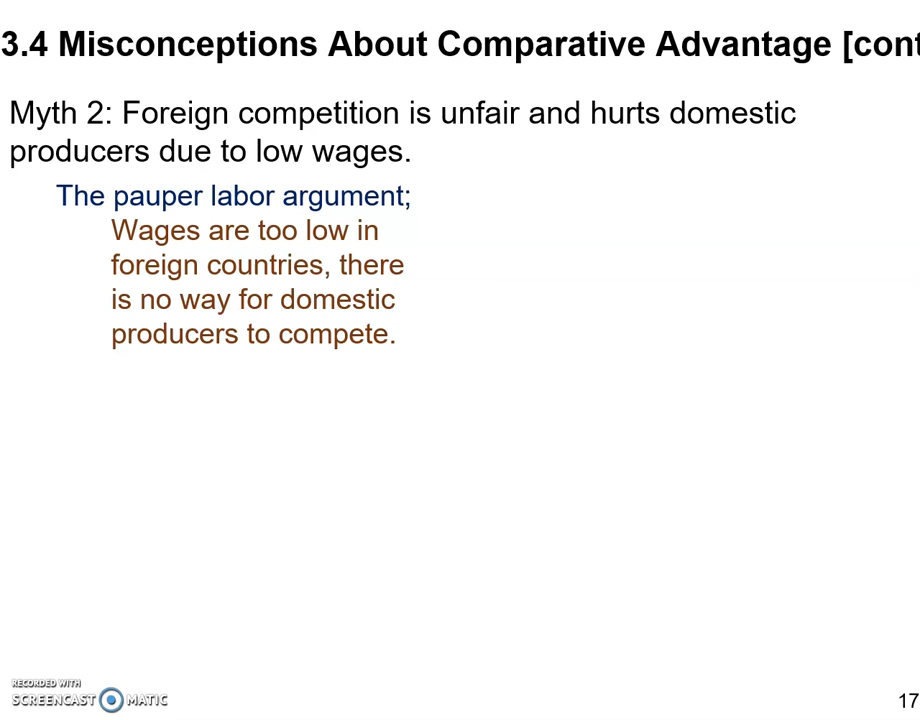 3.4 Misconceptions About Comparative Advantage [cont
Myth 2: Foreign competition is unfair and hurts domestic
producers due to low wages.
The pauper labor argument;
Wages are too low in
foreign countries, there
is no way for domestic
producers to compete.
RECORDED WITH
SCREENCAST MATIC
17